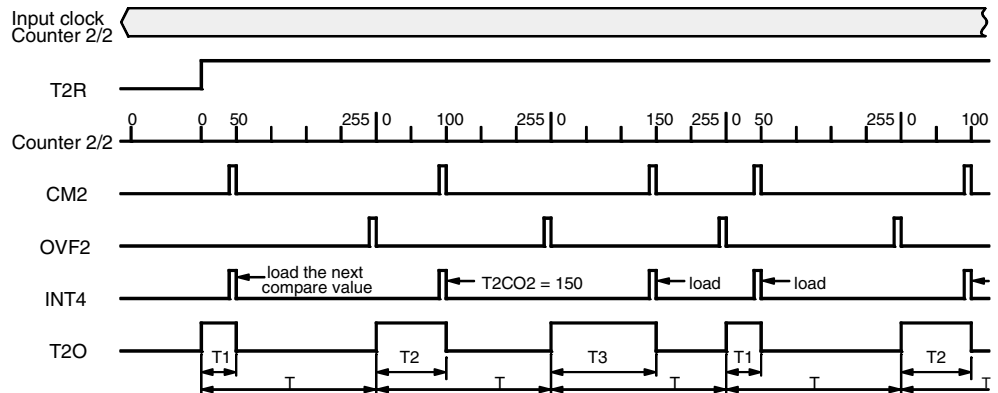 Input clock
Counter 2/2
T2R
0 0 50 255 0 100 255 0 150 255 0 50 255 0 100
Counter 2/2
CM2
OVF2
INT4
load the next
compare value
T2CO2 = 150
load
load
T2O
T1 T2 T3 T1 T2
T T T T T